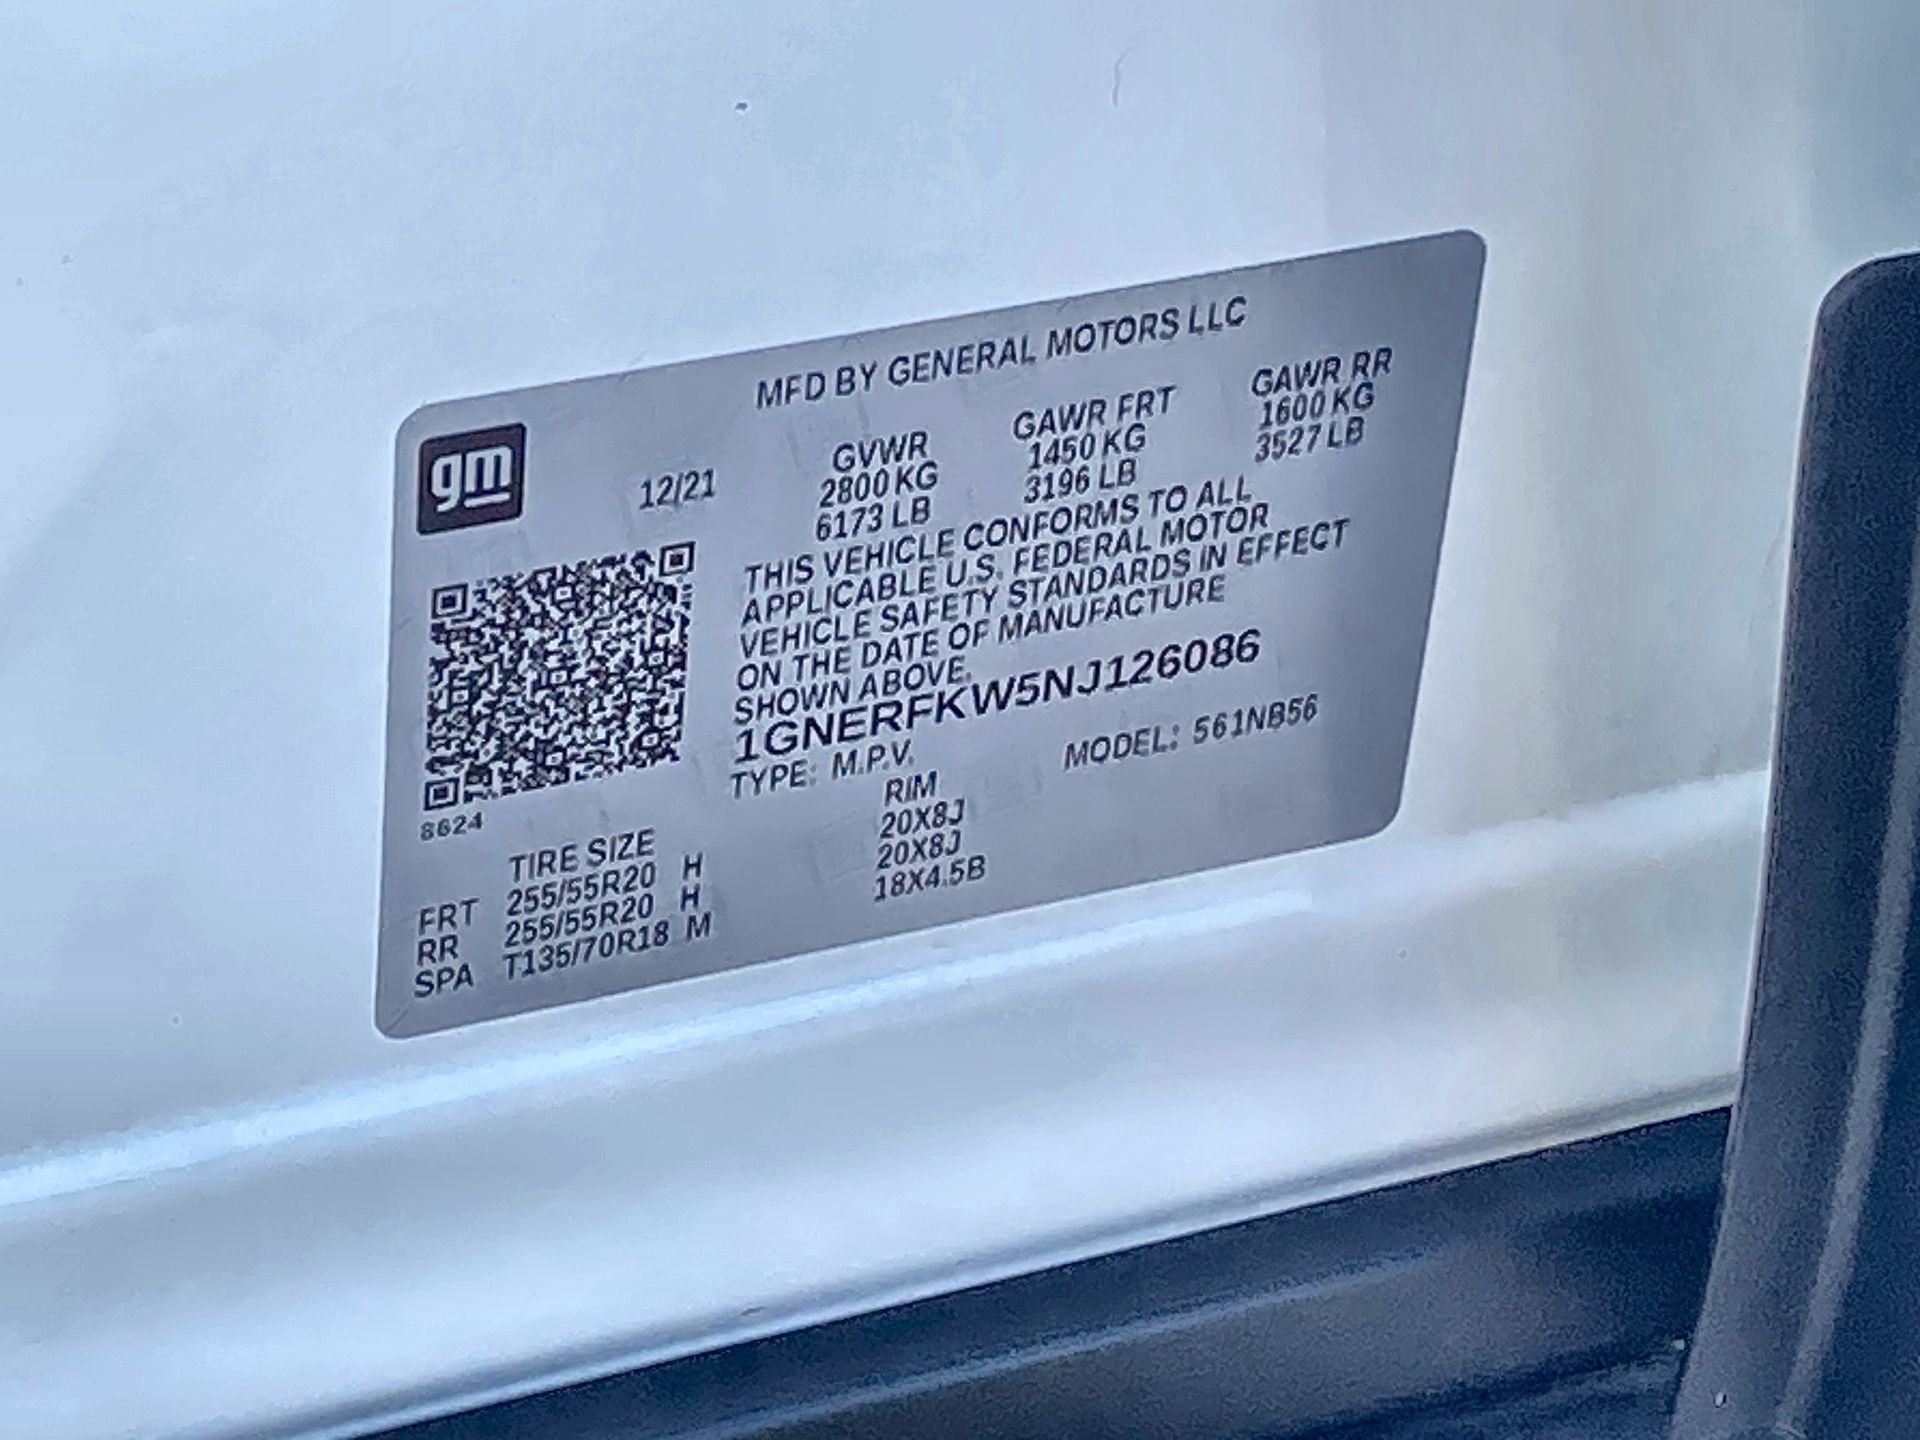 MFD BY GENERAL MOTORS LLC
gm
12/21
GVWR GAWR FRT GAWR RR
2800 KG 1450 KG 1600 KG
6173 LB 3196 LB 3527 LB
THIS VEHICLE CONFORMS TO ALL
APPLICABLE U.S. FEDERAL MOTOR
VEHICLE SAFETY STANDARDS IN EFFECT
ON THE DATE OF MANUFACTURE
SHOWN ABOVE.
1GNERFKW5NJ126086
TYPE: M.P.V. MODEL: 561NB56
8624
TIRE SIZE RIM
FRT 255/55R20 H 20X8J
RR 255/55R20 H 20X8J
SPA T135/70R18 M 18X4.5B